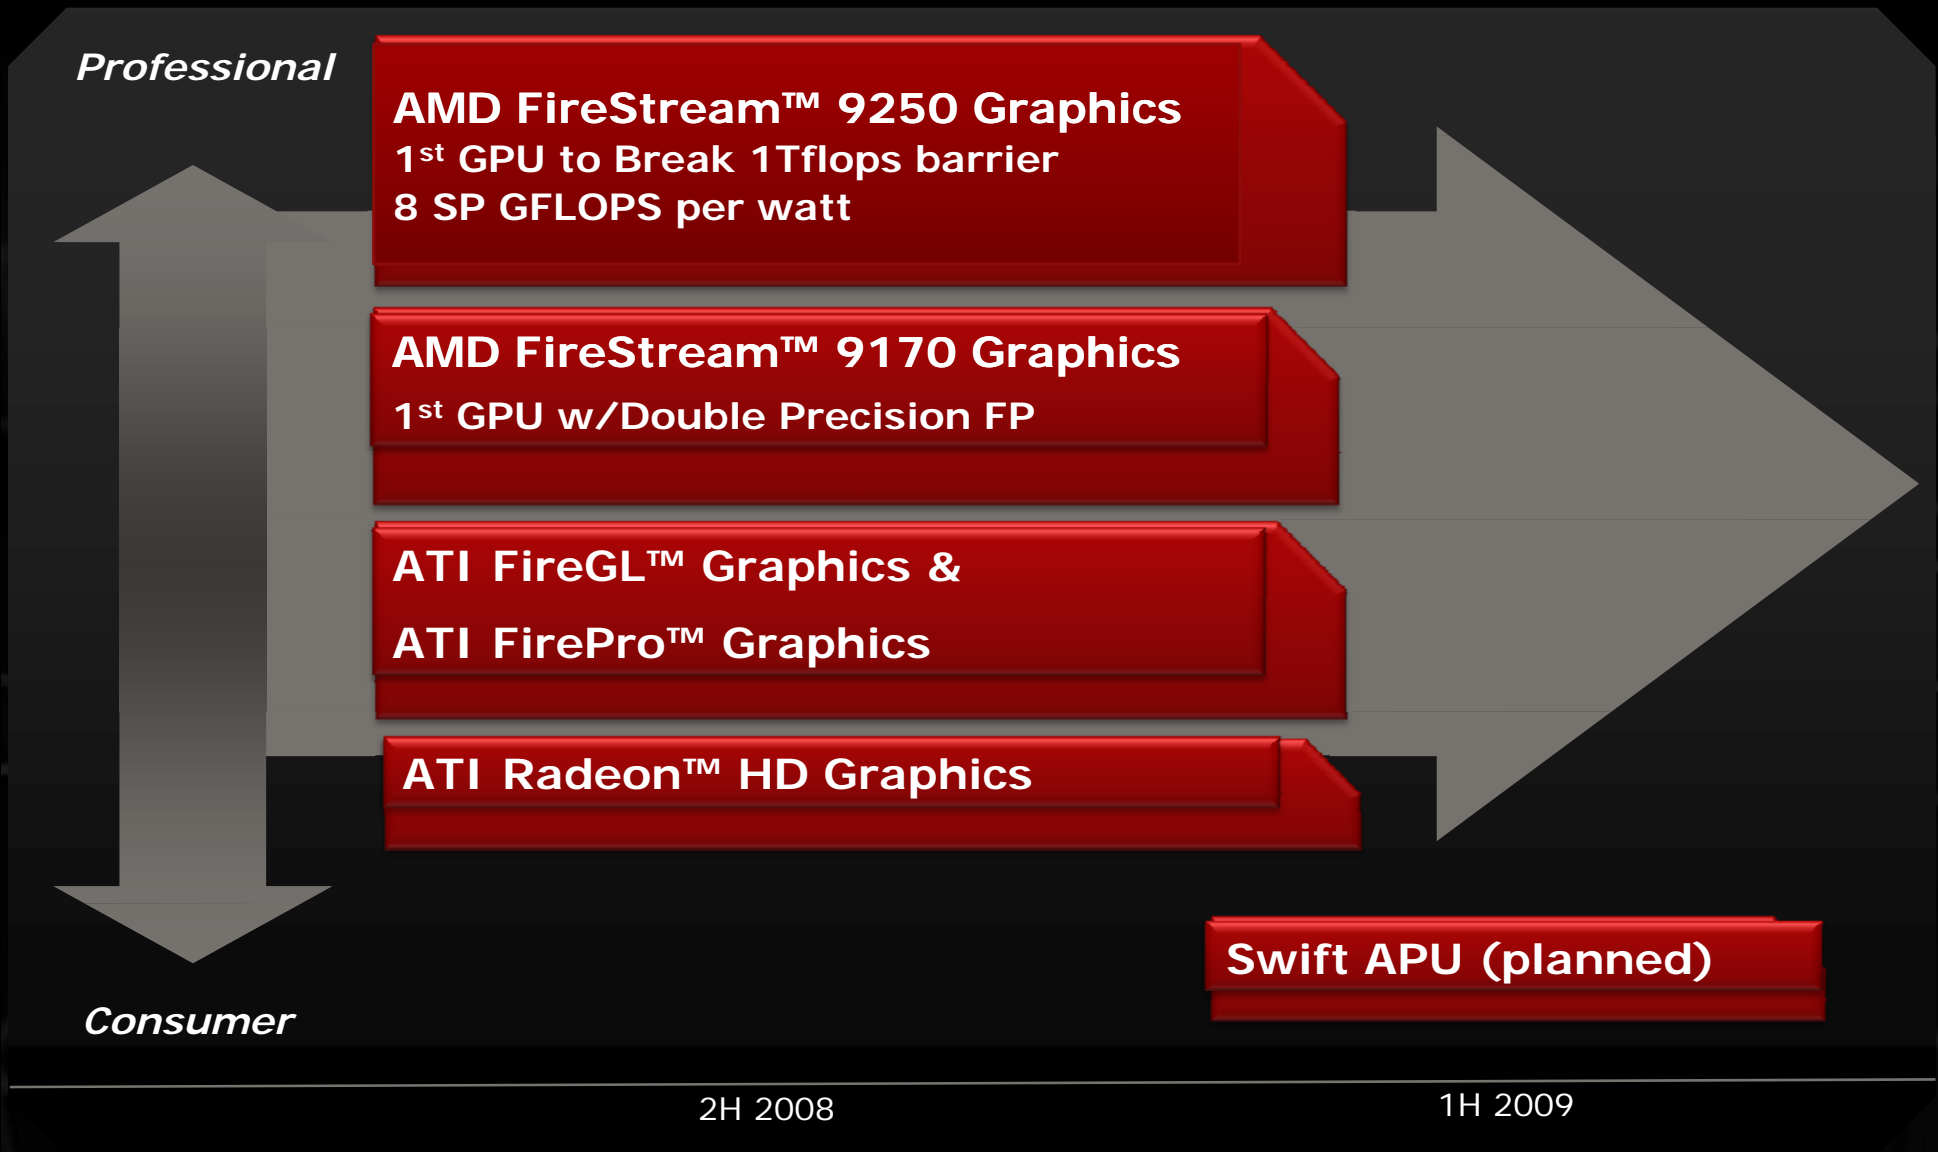 Professional
AMD FireStream™ 9250 Graphics
1st GPU to Break 1Tflops barrier
8 SP GFLOPS per watt
AMD FireStream™ 9170 Graphics
1st GPU w/Double Precision FP
ATI FireGL™ Graphics &
ATI FirePro™ Graphics
ATI Radeon™ HD Graphics
Swift APU (planned)
Consumer
2H 2008
1H 2009